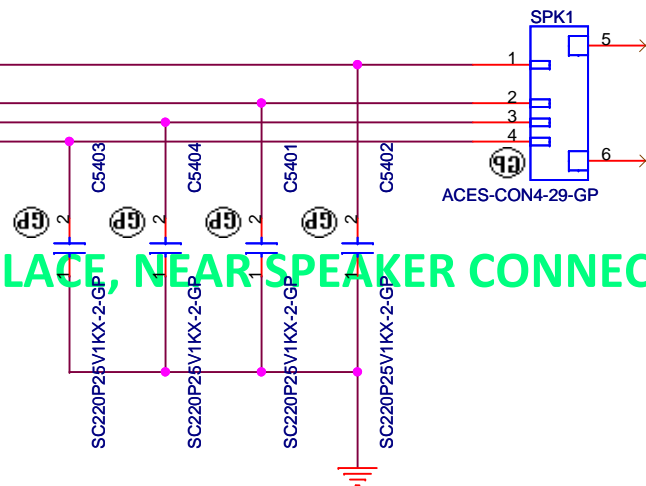 SPK1
5
1
2
3
4
6
GP
ACES-CON4-29-GP
C5403
C5404
C5401
C5402
GP
2
GP
2
GP
2
GP
2
LACE, NEAR SPEAKER CONNEC
1
1
1
1
SC220P25V1KX-2-GP
SC220P25V1KX-2-GP
SC220P25V1KX-2-GP
SC220P25V1KX-2-GP